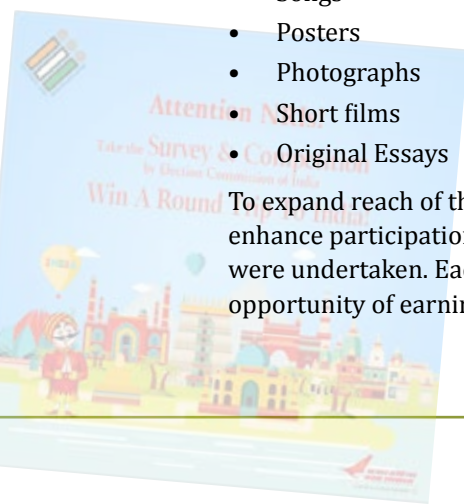 • Posters
• Photographs
• Short films
• Original Essays
Attention NRIs!
Take the Survey & Competition
by Election Commission of India
Win A Round Trip To India!
To expand reach of th
enhance participation
were undertaken. Eac
opportunity of earnin